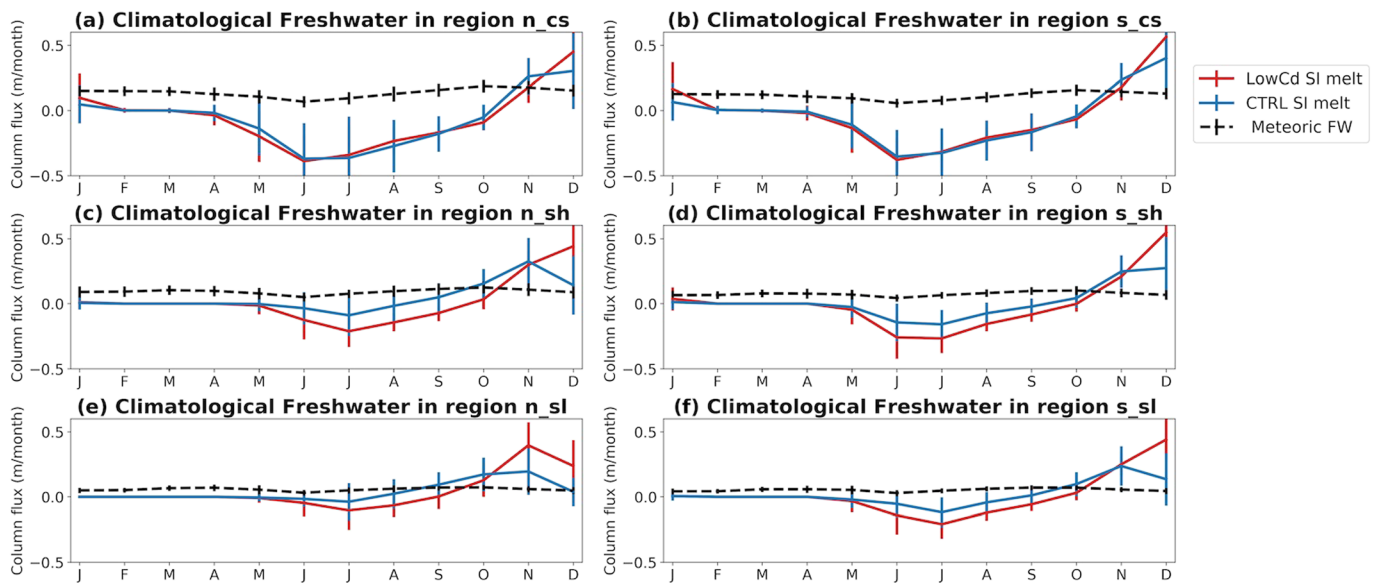 (a) Climatological Freshwater in region n_cs
Column flux (m/month)
0.5
0.0
−0.5
J F M A M J J A S O N D
(b) Climatological Freshwater in region s_cs
Column flux (m/month)
0.5
0.0
−0.5
J F M A M J J A S O N D
LowCd SI melt
CTRL SI melt
Meteoric FW
(c) Climatological Freshwater in region n_sh
Column flux (m/month)
0.5
0.0
−0.5
J F M A M J J A S O N D
(d) Climatological Freshwater in region s_sh
Column flux (m/month)
0.5
0.0
−0.5
J F M A M J J A S O N D
(e) Climatological Freshwater in region n_sl
Column flux (m/month)
0.5
0.0
−0.5
J F M A M J J A S O N D
(f) Climatological Freshwater in region s_sl
Column flux (m/month)
0.5
0.0
−0.5
J F M A M J J A S O N D